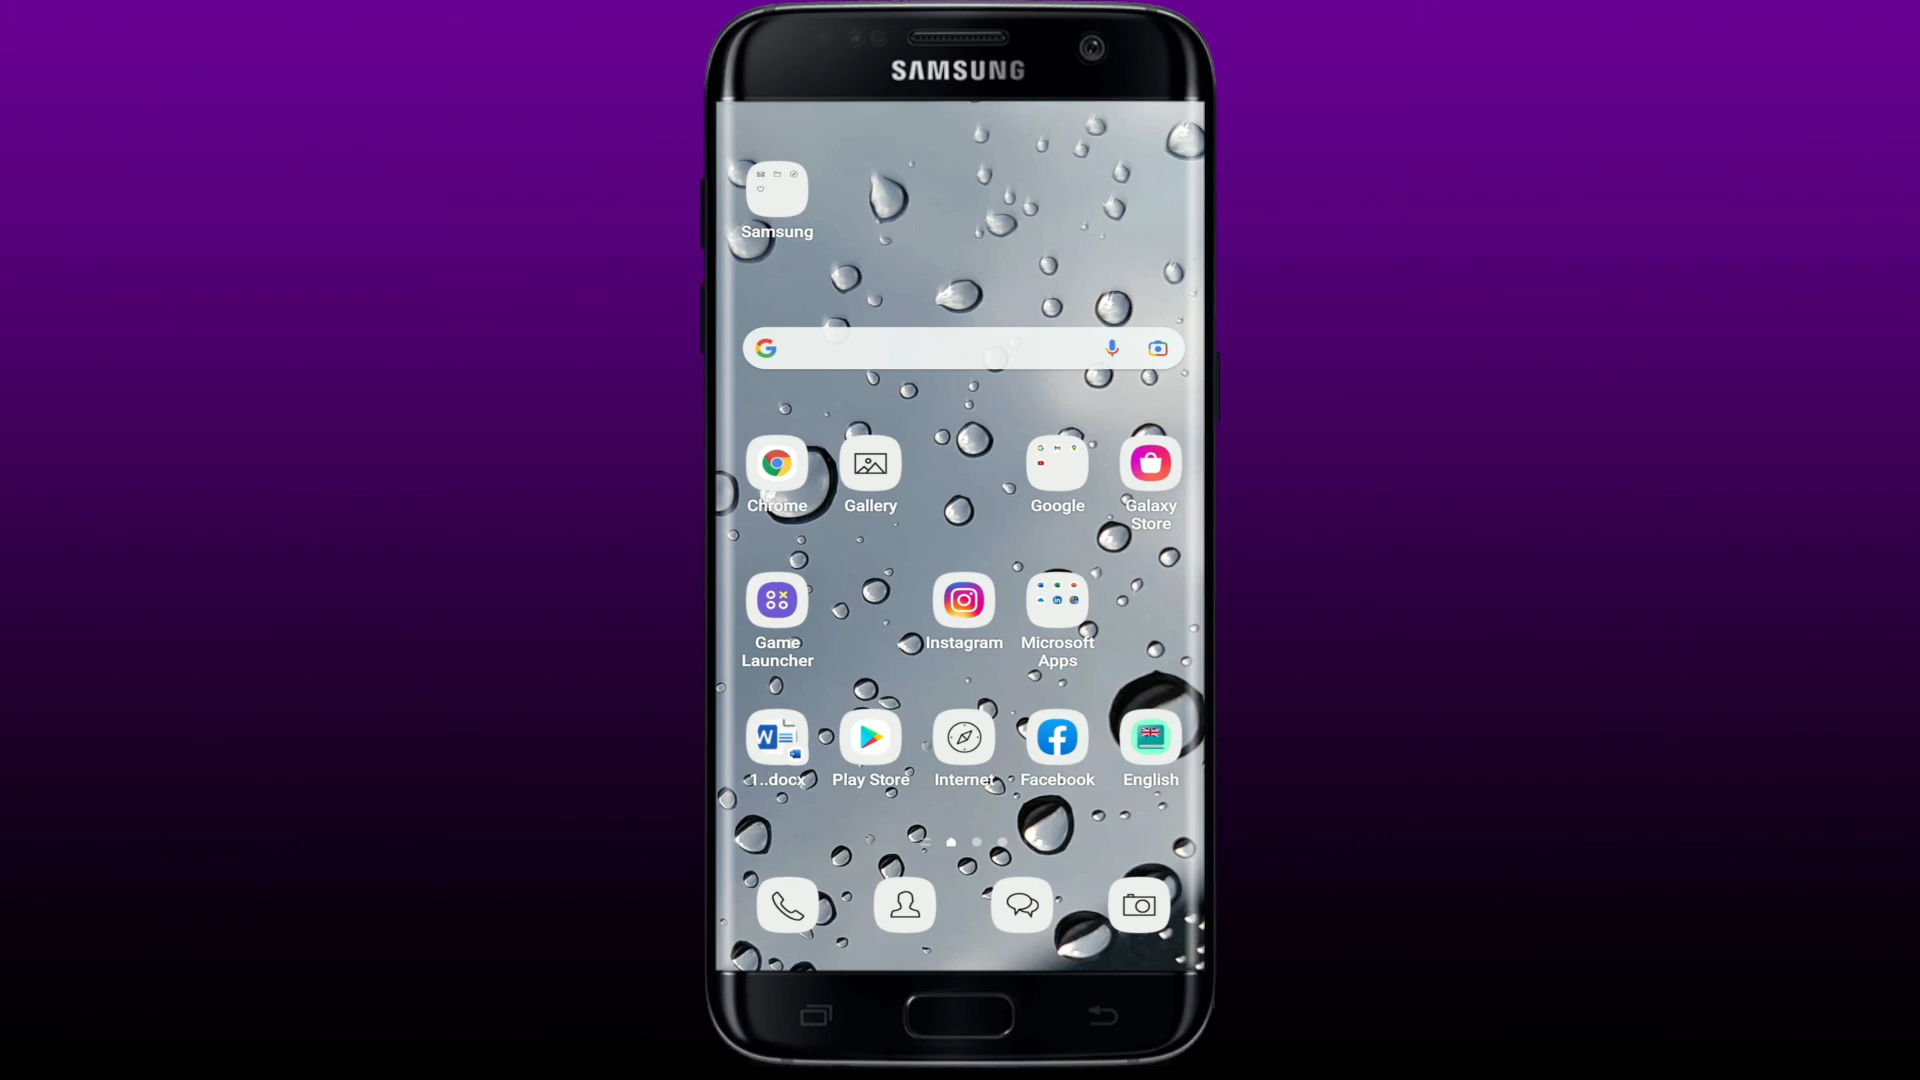 SAMSUNG
Samsung
Chrome
Gallery
Google
Galaxy
Store
Game
Launcher
Instagram
Microsoft
Apps
1..docx
Play Store
Internet
Facebook
English